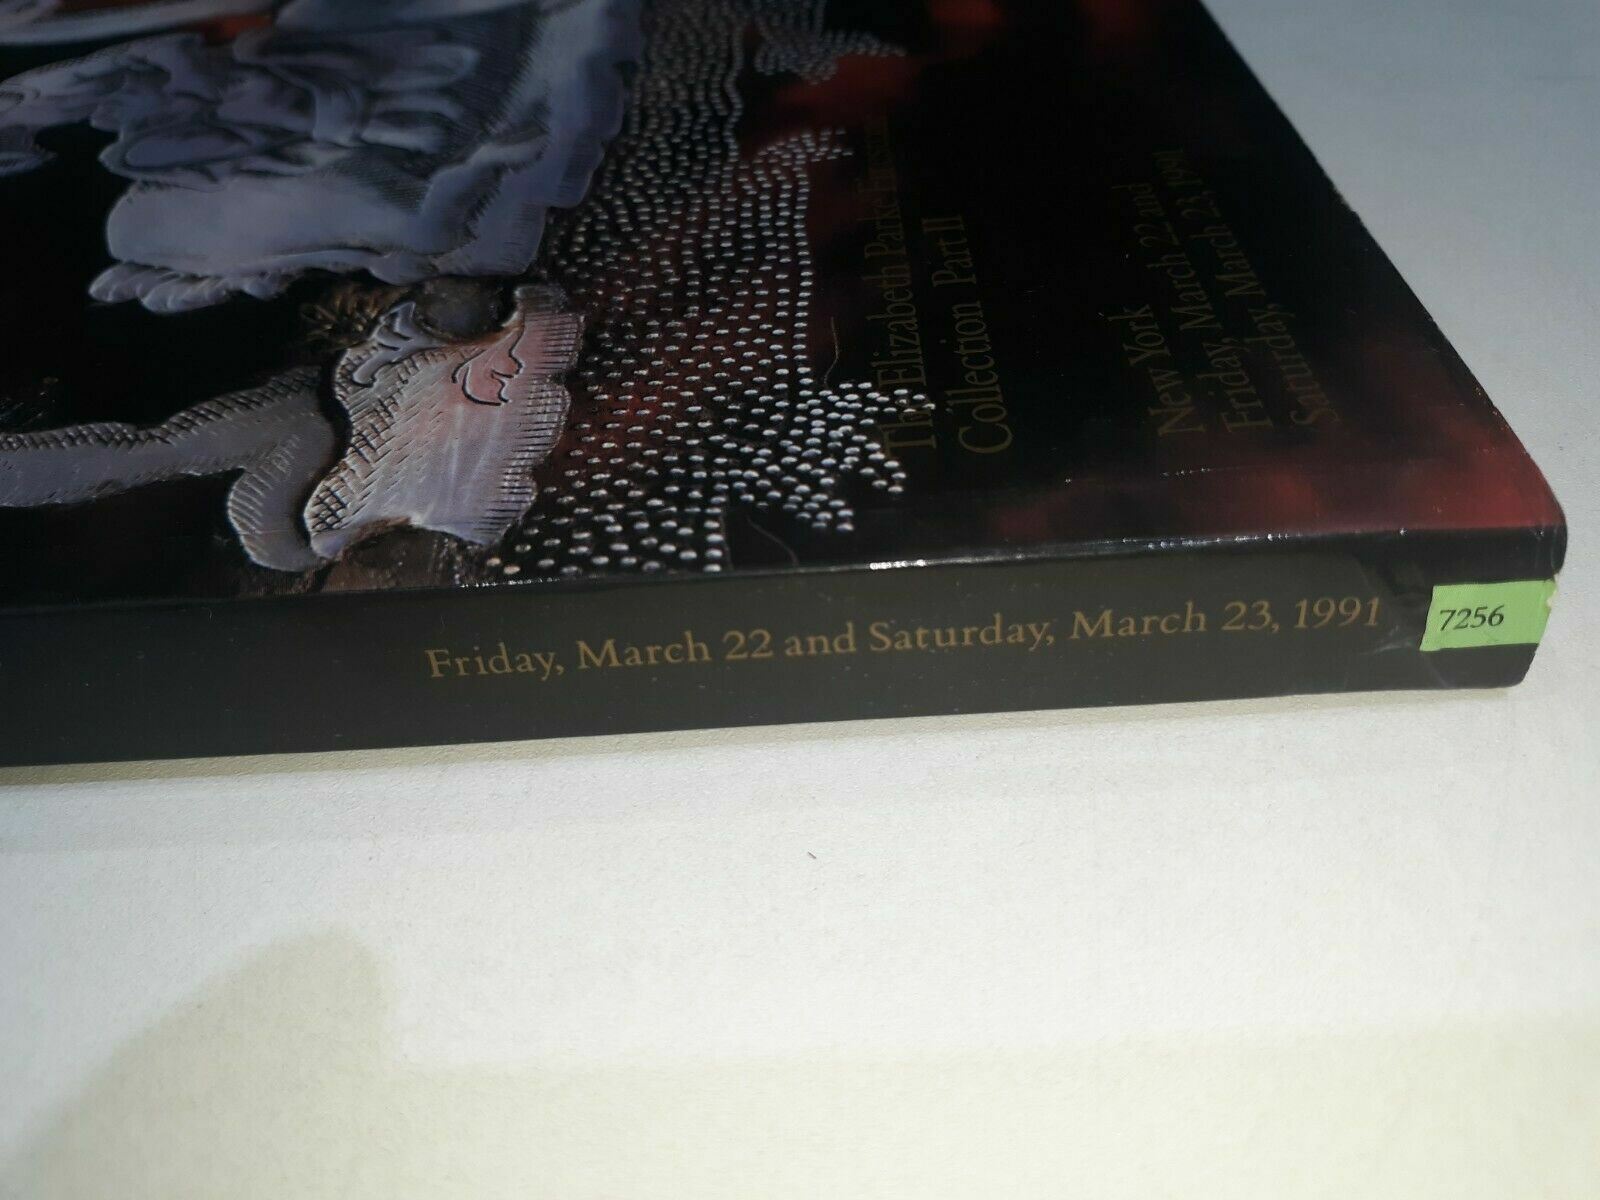 The Elizabeth Parke Firestone
Collection Part II
New York
Friday, March 22 and
Saturday, March 23, 1991
Friday, March 22 and Saturday, March 23, 1991
7256